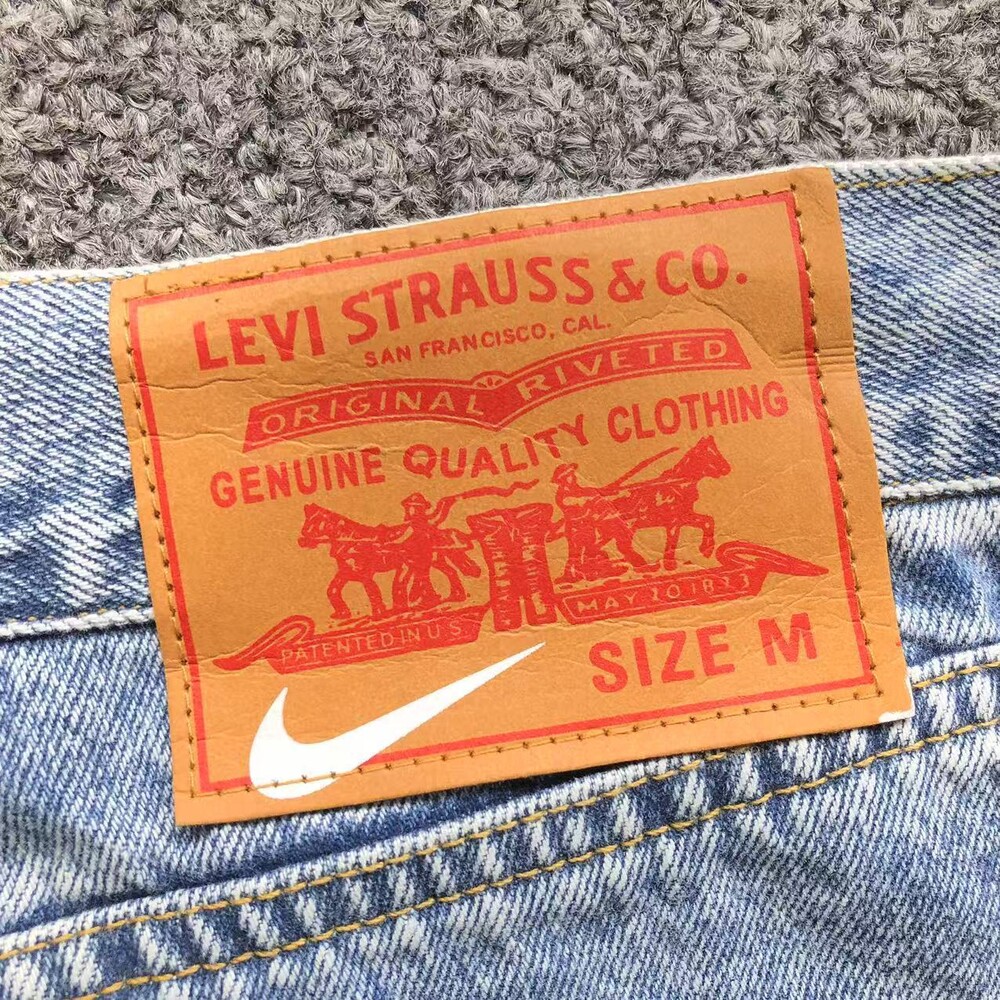 LEVI STRAUSS & CO.
SAN FRANCISCO, CAL.
ORIGINAL RIVETED
GENUINE QUALITY CLOTHING
PATENTED IN U S
MAY 20 1873
SIZE M